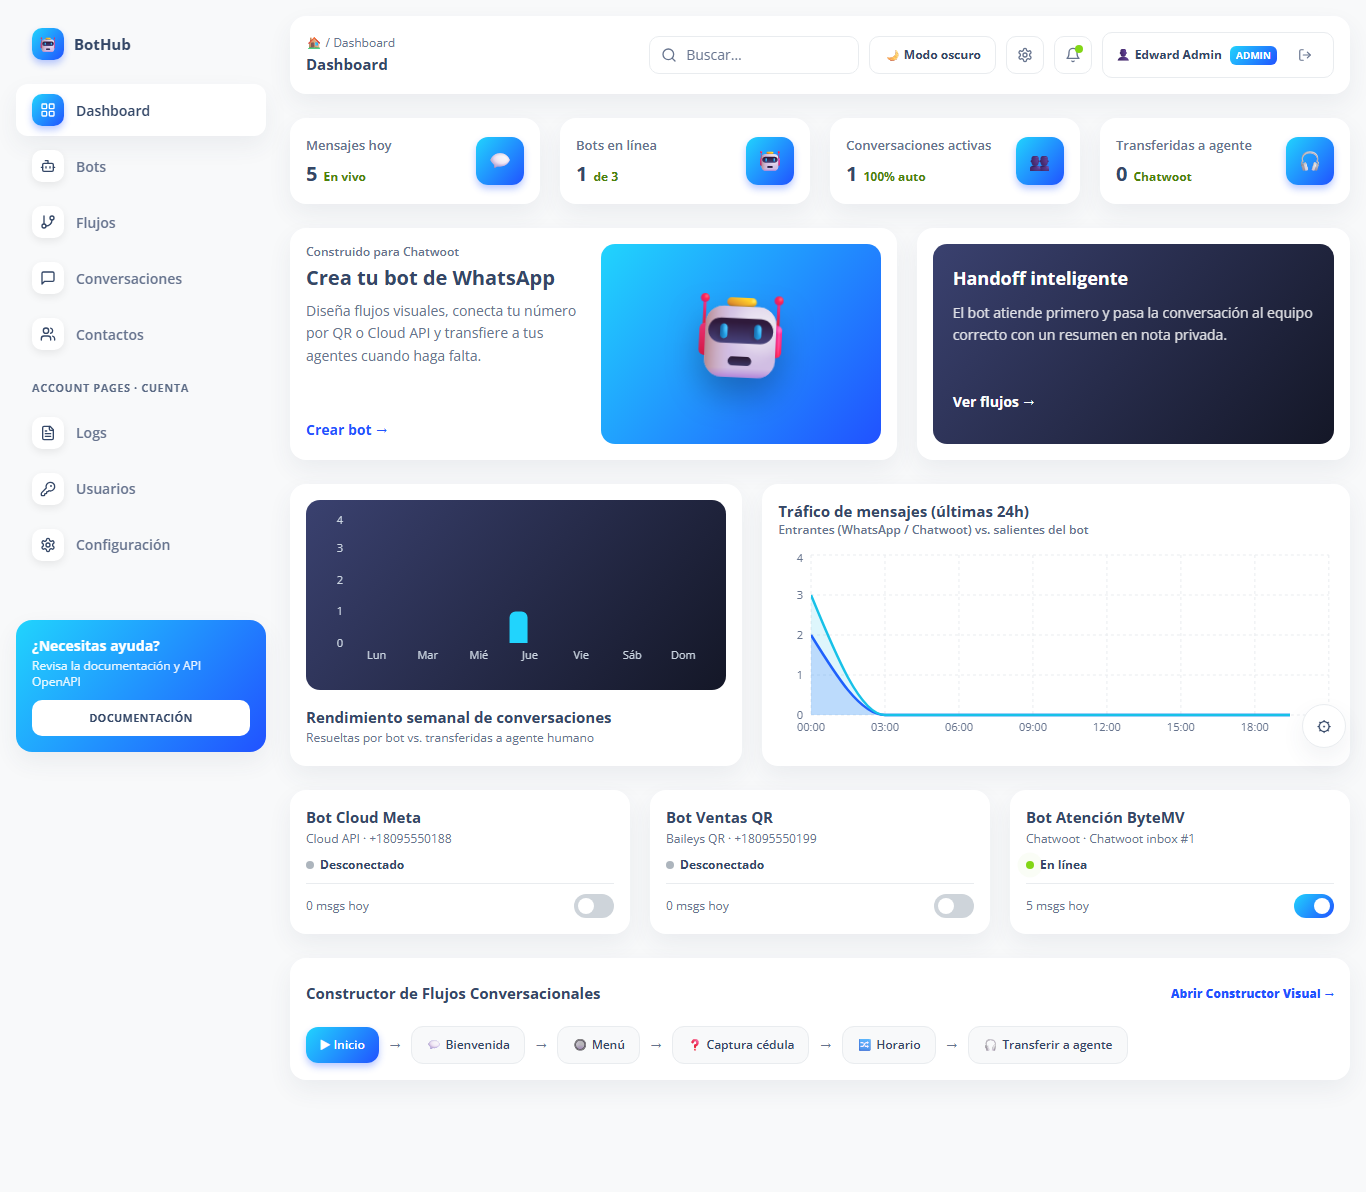 BotHub
Dashboard
Bots
Flujos
Conversaciones
Contactos
ACCOUNT PAGES · CUENTA
Logs
Usuarios
Configuración
¿Necesitas ayuda?
Revisa la documentación y API
OpenAPI
DOCUMENTACIÓN
/ Dashboard
Dashboard
Buscar...
Modo oscuro
Edward Admin
ADMIN
Mensajes hoy
5 En vivo
Bots en línea
1 de 3
Conversaciones activas
1 100% auto
Transferidas a agente
0 Chatwoot
Construido para Chatwoot
Crea tu bot de WhatsApp
Diseña flujos visuales, conecta tu número
por QR o Cloud API y transfiere a tus
agentes cuando haga falta.
Crear bot →
Handoff inteligente
El bot atiende primero y pasa la conversación al equipo
correcto con un resumen en nota privada.
Ver flujos →
4
3
2
1
0
Lun Mar Mié Jue Vie Sáb Dom
Rendimiento semanal de conversaciones
Resueltas por bot vs. transferidas a agente humano
Tráfico de mensajes (últimas 24h)
Entrantes (WhatsApp / Chatwoot) vs. salientes del bot
4
3
2
1
0
00:00 03:00 06:00 09:00 12:00 15:00 18:00
Bot Cloud Meta
Cloud API · +18095550188
Desconectado
0 msgs hoy
Bot Ventas QR
Baileys QR · +18095550199
Desconectado
0 msgs hoy
Bot Atención ByteMV
Chatwoot · Chatwoot inbox #1
En línea
5 msgs hoy
Constructor de Flujos Conversacionales
Abrir Constructor Visual →
▶ Inicio → Bienvenida → Menú → Captura cédula → Horario → Transferir a agente